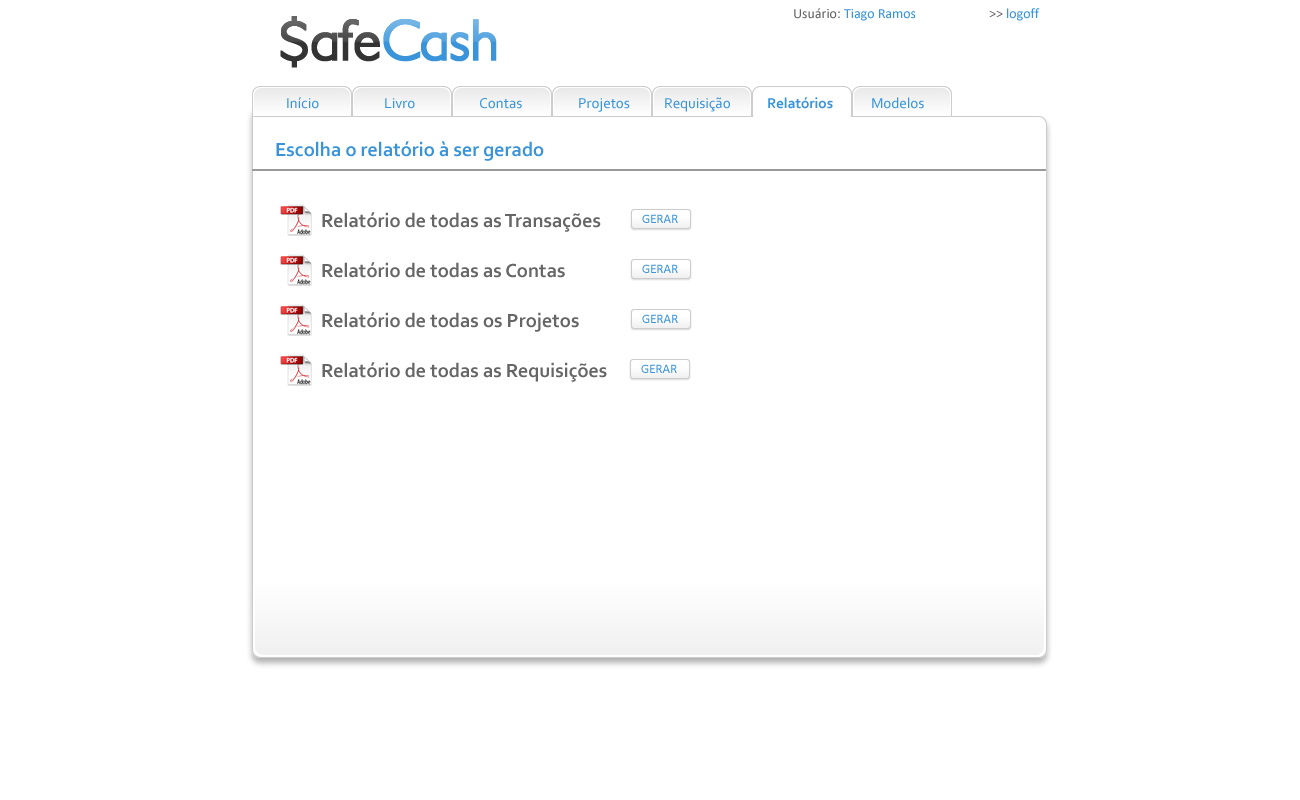 Usuário: Tiago Ramos >> logoff
$afeCash
Início Livro Contas Projetos Requisição Relatórios Modelos
Escolha o relatório à ser gerado
PDF Adobe Relatório de todas as Transações GERAR
PDF Adobe Relatório de todas as Contas GERAR
PDF Adobe Relatório de todas os Projetos GERAR
PDF Adobe Relatório de todas as Requisições GERAR